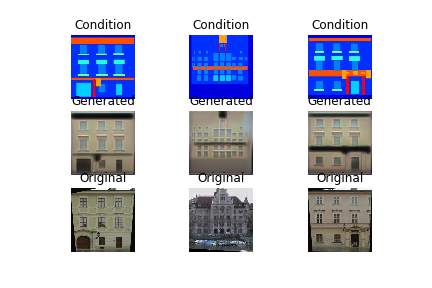 Condition Condition Condition
Generated Generated Generated
Original Original Original